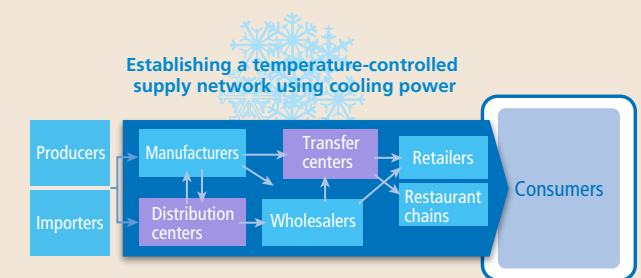 Establishing a temperature-controlled
supply network using cooling power
Producers
Importers
Manufacturers
Distribution
centers
Transfer
centers
Wholesalers
Retailers
Restaurant
chains
Consumers